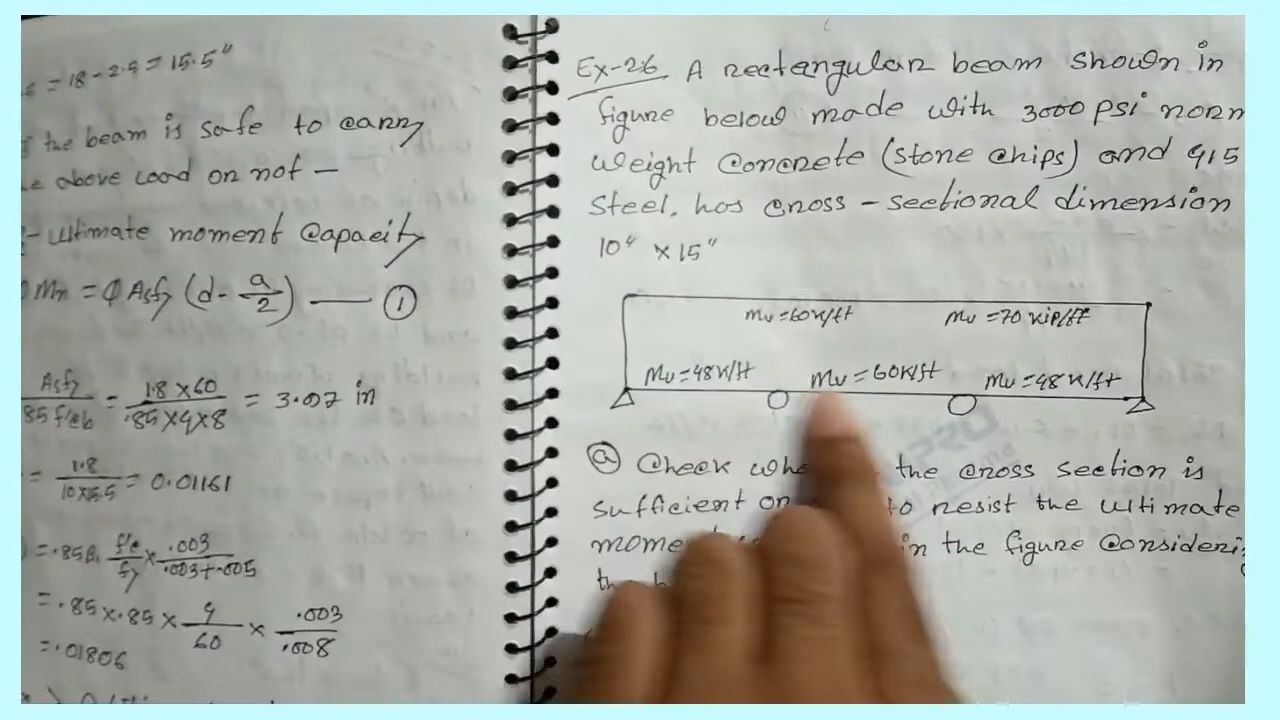 = 18 - 2.5 = 15.5"
the beam is safe to carry
above load or not —
ultimate moment capacity
Mn = φ Asfy (d - a/2) —— ①
Asfy / 85 f'cb = 1.8 × 60 / .85×4×8 = 3.07 in
= 1.8 / 10×15.5 = 0.01161
= .85β₁ f'c/fy × .003 / .003+.005
= .85 × .85 × 4/60 × .003/.008
= .01806
Ex-26 A rectangular beam shown in
figure below made with 3000 psi norm
weight concrete (stone chips) and 415
steel, has cross-sectional dimension
10" × 15"
Mu = 60 k/ft Mu = 70 kip/ft
Mu = 48 k/ft Mu = 60 k/ft Mu = 48 k/ft
ⓐ Check the cross section is
sufficient or to resist the ultimate
in the figure considering